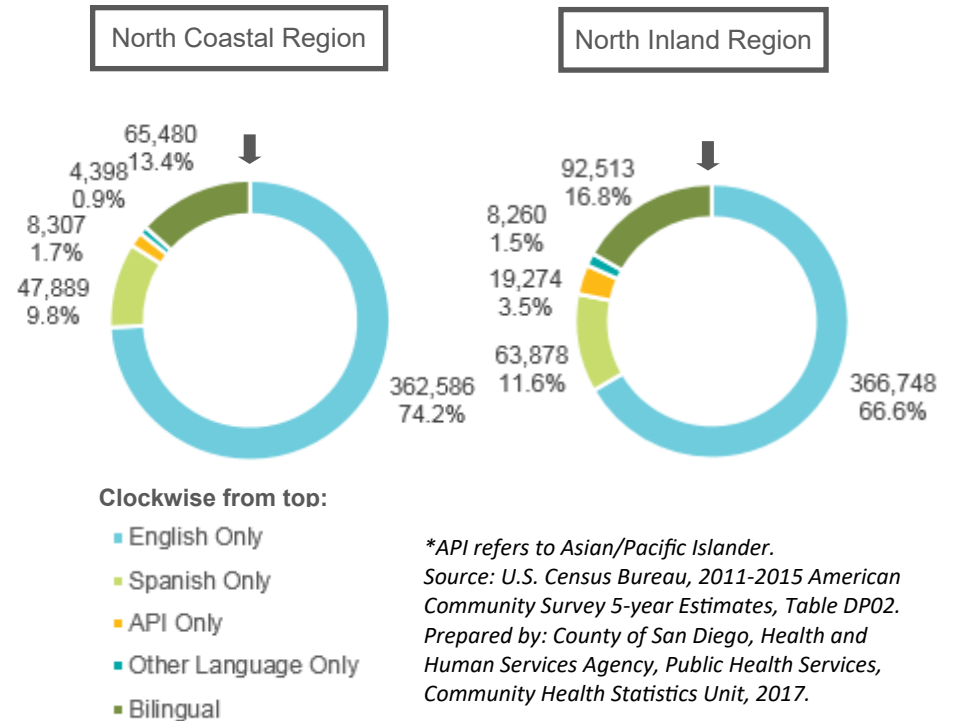 North Coastal Region
North Inland Region
65,480
13.4%
4,398
0.9%
8,307
1.7%
47,889
9.8%
362,586
74.2%
92,513
16.8%
8,260
1.5%
19,274
3.5%
63,878
11.6%
366,748
66.6%
Clockwise from top:
English Only
Spanish Only
API Only
Other Language Only
Bilingual
*API refers to Asian/Pacific Islander.
Source: U.S. Census Bureau, 2011-2015 American
Community Survey 5-year Estimates, Table DP02.
Prepared by: County of San Diego, Health and
Human Services Agency, Public Health Services,
Community Health Statistics Unit, 2017.